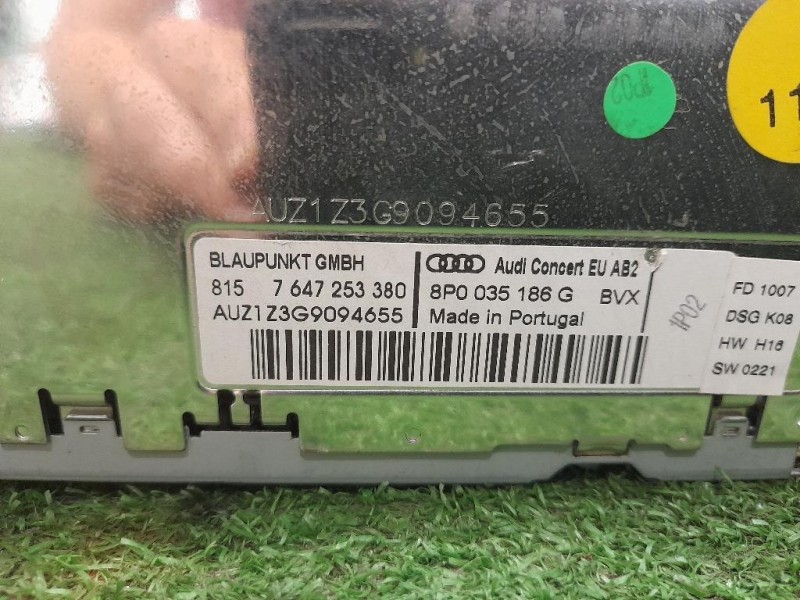 11
AUZ1Z3G9094655
BLAUPUNKT GMBH
815 7 647 253 380
AUZ1Z3G9094655
Audi Concert EU AB2
8P0 035 186 G BVX
Made in Portugal
1P02
FD 1007
DSG K08
HW H16
SW 0221